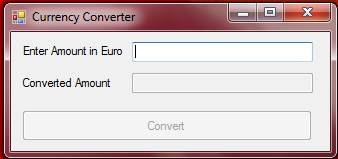 Currency Converter
Enter Amount in Euro
Converted Amount
Convert